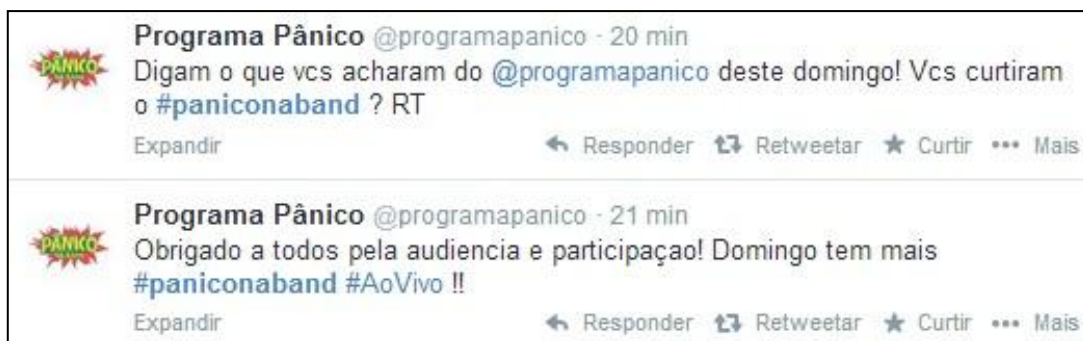 Programa Pânico @programapanico · 20 min
PÂNICO
Digam o que vcs acharam do @programapanico deste domingo! Vcs curtiram
o #paniconaband ? RT
Expandir Responder Retweetar Curtir Mais
Programa Pânico @programapanico · 21 min
PÂNICO
Obrigado a todos pela audiencia e participaçao! Domingo tem mais
#paniconaband #AoVivo !!
Expandir Responder Retweetar Curtir Mais